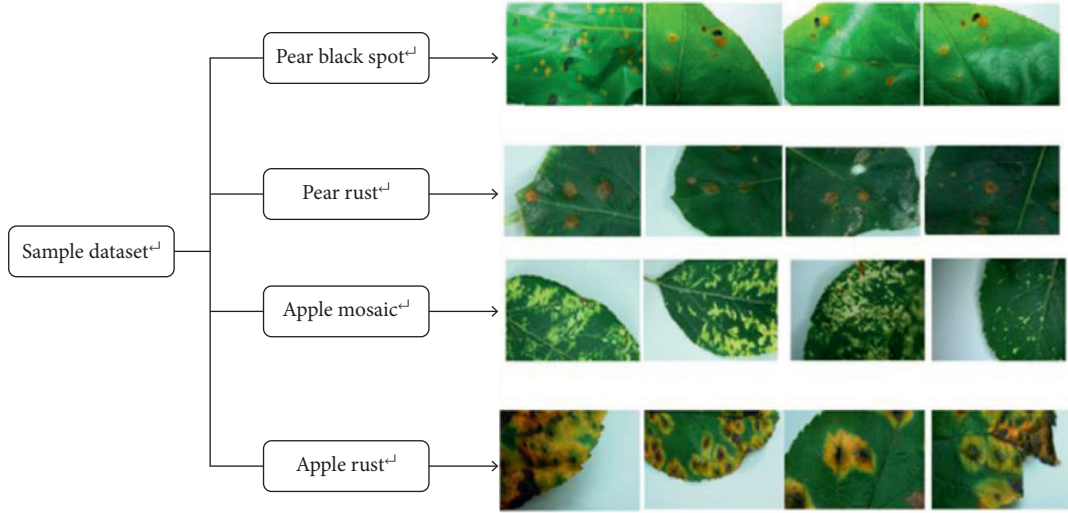 Pear black spot↵
Pear rust↵
Sample dataset↵
Apple mosaic↵
Apple rust↵